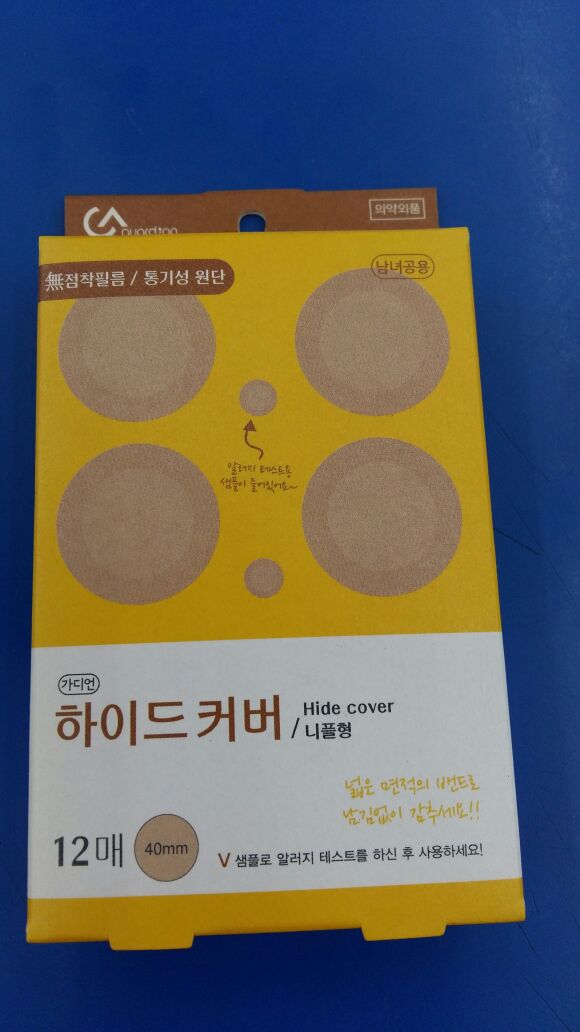 guardian
의약외품
無점착필름 / 통기성 원단
남녀공용
알러지 테스트용
샘플이 들어있어요~
가디언
하이드 커버 / Hide cover
니플형
넓은 면적의 밴드로
남김없이 감추세요!!
12매
40mm
V 샘플로 알러지 테스트를 하신 후 사용하세요!